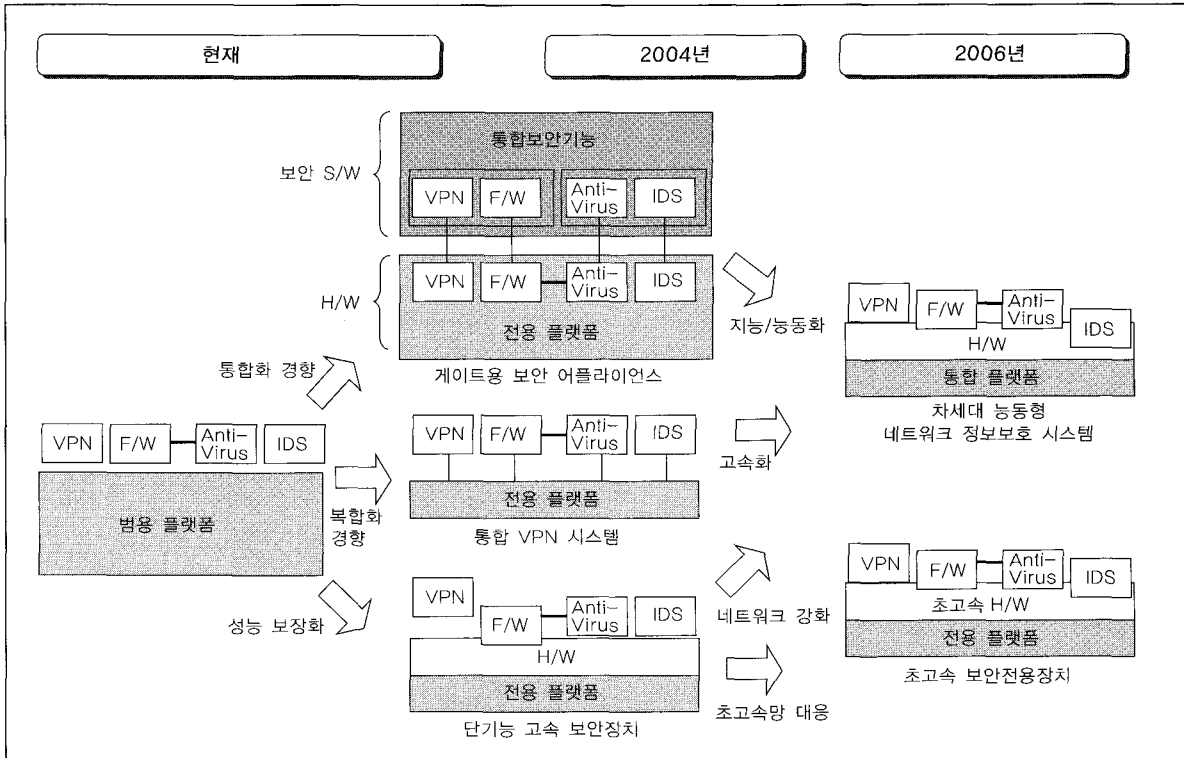 현재
2004년
2006년
통합보안기능
보안 S/W
VPN
F/W
Anti-
Virus
IDS
VPN
F/W
Anti-
Virus
IDS
H/W
전용 플랫폼
게이트용 보안 어플라이언스
통합화 경향
지능/능동화
VPN
F/W
Anti-
Virus
IDS
H/W
통합 플랫폼
차세대 능동형
네트워크 정보보호 시스템
VPN
F/W
Anti-
Virus
IDS
범용 플랫폼
복합화
경향
VPN
F/W
Anti-
Virus
IDS
전용 플랫폼
통합 VPN 시스템
고속화
성능 보장화
VPN
F/W
Anti-
Virus
IDS
H/W
전용 플랫폼
단기능 고속 보안장치
네트워크 강화
초고속망 대응
VPN
F/W
Anti-
Virus
IDS
초고속 H/W
전용 플랫폼
초고속 보안전용장치